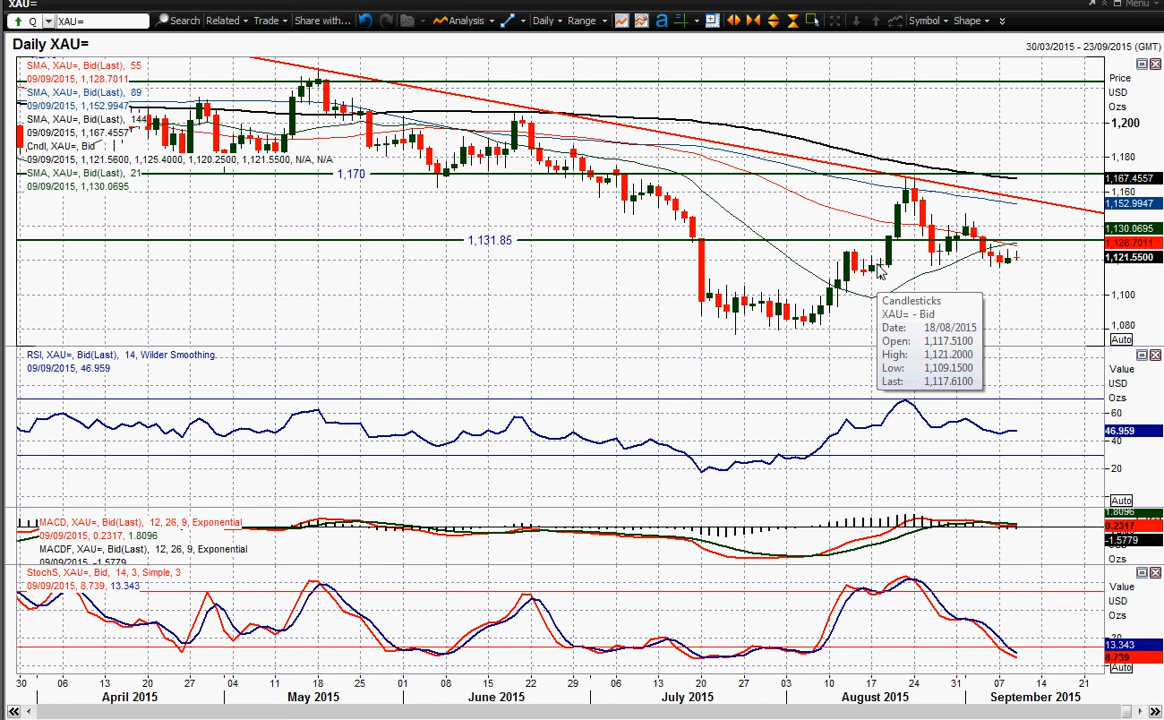 XAU=
Menu
Q XAU= Search Related Trade Share with... Analysis Daily Range Symbol Shape
Daily XAU=
30/03/2015 - 23/09/2015 (GMT)
SMA, XAU=, Bid(Last), 55
09/09/2015, 1,128.7011
SMA, XAU=, Bid(Last), 89
09/09/2015, 1,152.9947
SMA, XAU=, Bid(Last), 144
09/09/2015, 1,167.4557
Cndl, XAU=, Bid
09/09/2015, 1,121.5600, 1,125.4000, 1,120.2500, 1,121.5500, N/A, N/A
SMA, XAU=, Bid(Last), 21
09/09/2015, 1,130.0695
1,170
1,131.85
Price
USD
Ozs
1,200
1,180
1,167.4557
1,160
1,152.9947
1,130.0695
1,128.7011
1,121.5500
1,100
1,080
Auto
Candlesticks
XAU= - Bid
Date: 18/08/2015
Open: 1,117.5100
High: 1,121.2000
Low: 1,109.1500
Last: 1,117.6100
RSI, XAU=, Bid(Last), 14, Wilder Smoothing.
09/09/2015, 46.959
Value
USD
Ozs
60
46.959
40
20
Auto
MACD, XAU=, Bid(Last), 12, 26, 9, Exponential
09/09/2015, 0.2317, 1.8096
MACDF, XAU=, Bid(Last), 12, 26, 9, Exponential
09/09/2015, -1.5779
1.8096
0.2317
-1.5779
Ozs
StochS, XAU=, Bid, 14, 3, Simple, 3
09/09/2015, 8.739, 13.343
Value
USD
Ozs
20
13.343
8.739
Auto
30 06 13 20 27 04 11 18 25 01 08 15 22 29 06 13 20 27 03 10 17 24 31 07 14 21
April 2015 May 2015 June 2015 July 2015 August 2015 September 2015